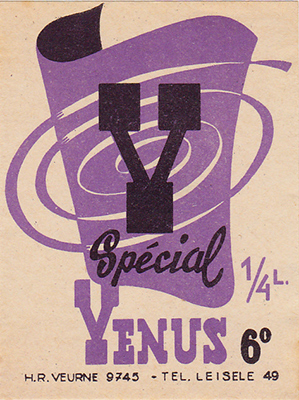 Y
Spécial
1/4 L.
VENUS 6°
H.R. VEURNE 9745 - TEL. LEISELE 49